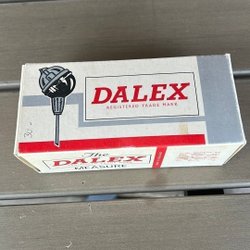 DALEX
REGISTERED TRADE MARK
The
DALEX
MEASURE